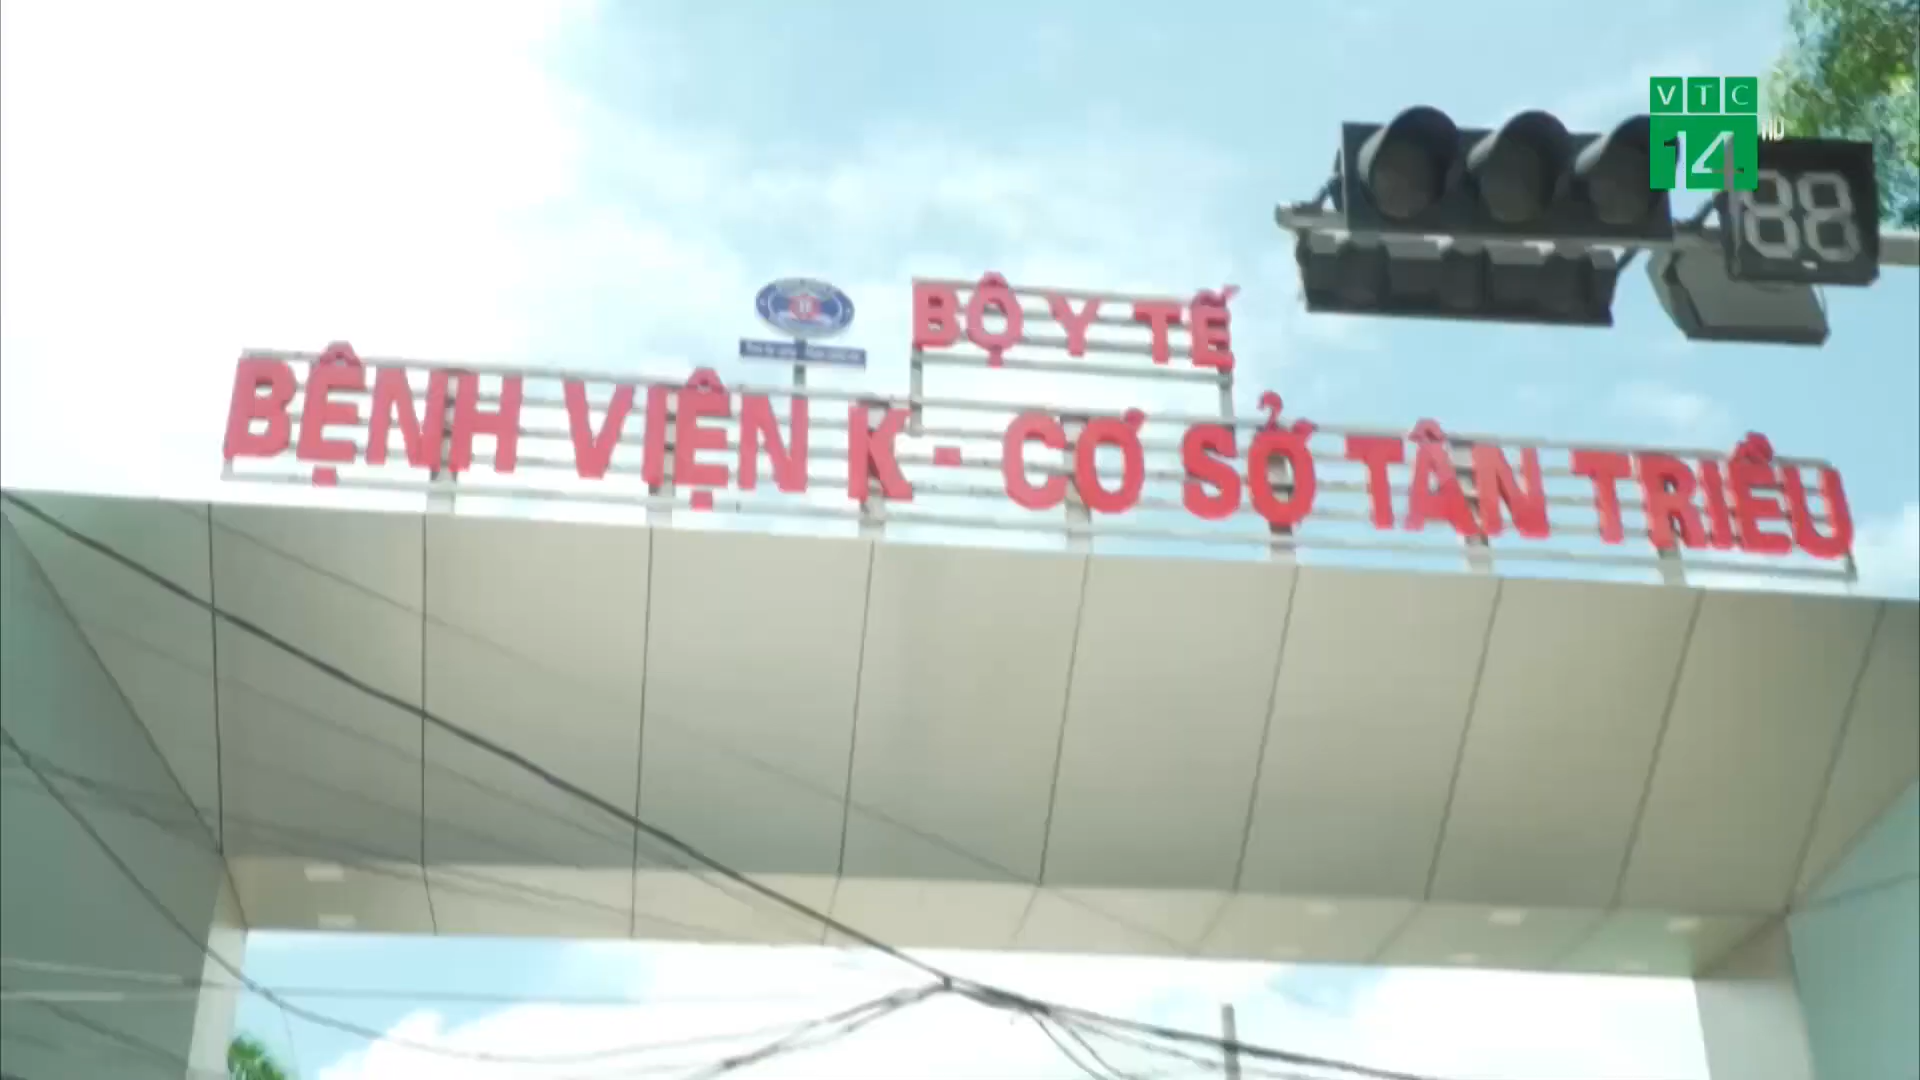 VTC
14
HD
88
BỘ Y TẾ
BỆNH VIỆN K - CƠ SỞ TÂN TRIỀU